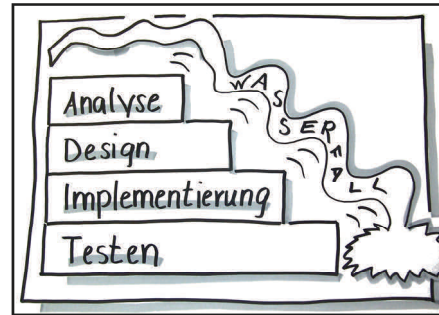 WASSERFALL
Analyse
Design
Implementierung
Testen